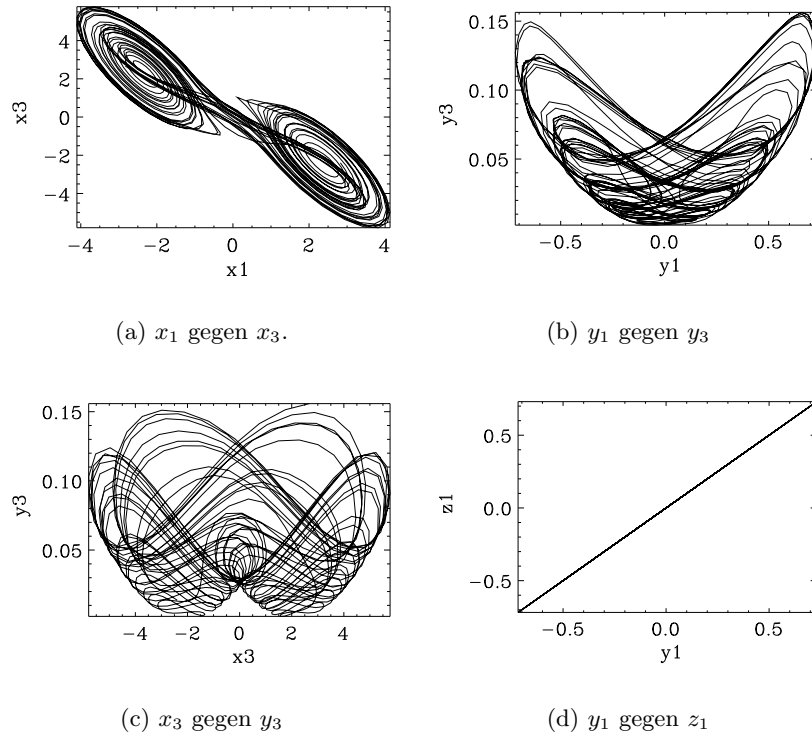 4
2
0
−2
−4
−4 −2 0 2 4
x3
x1
0.15
0.10
0.05
−0.5 0.0 0.5
y3
y1
(a) x₁ gegen x₃.
(b) y₁ gegen y₃
0.15
0.10
0.05
−4 −2 0 2 4
y3
x3
0.5
0.0
−0.5
−0.5 0.0 0.5
z1
y1
(c) x₃ gegen y₃
(d) y₁ gegen z₁